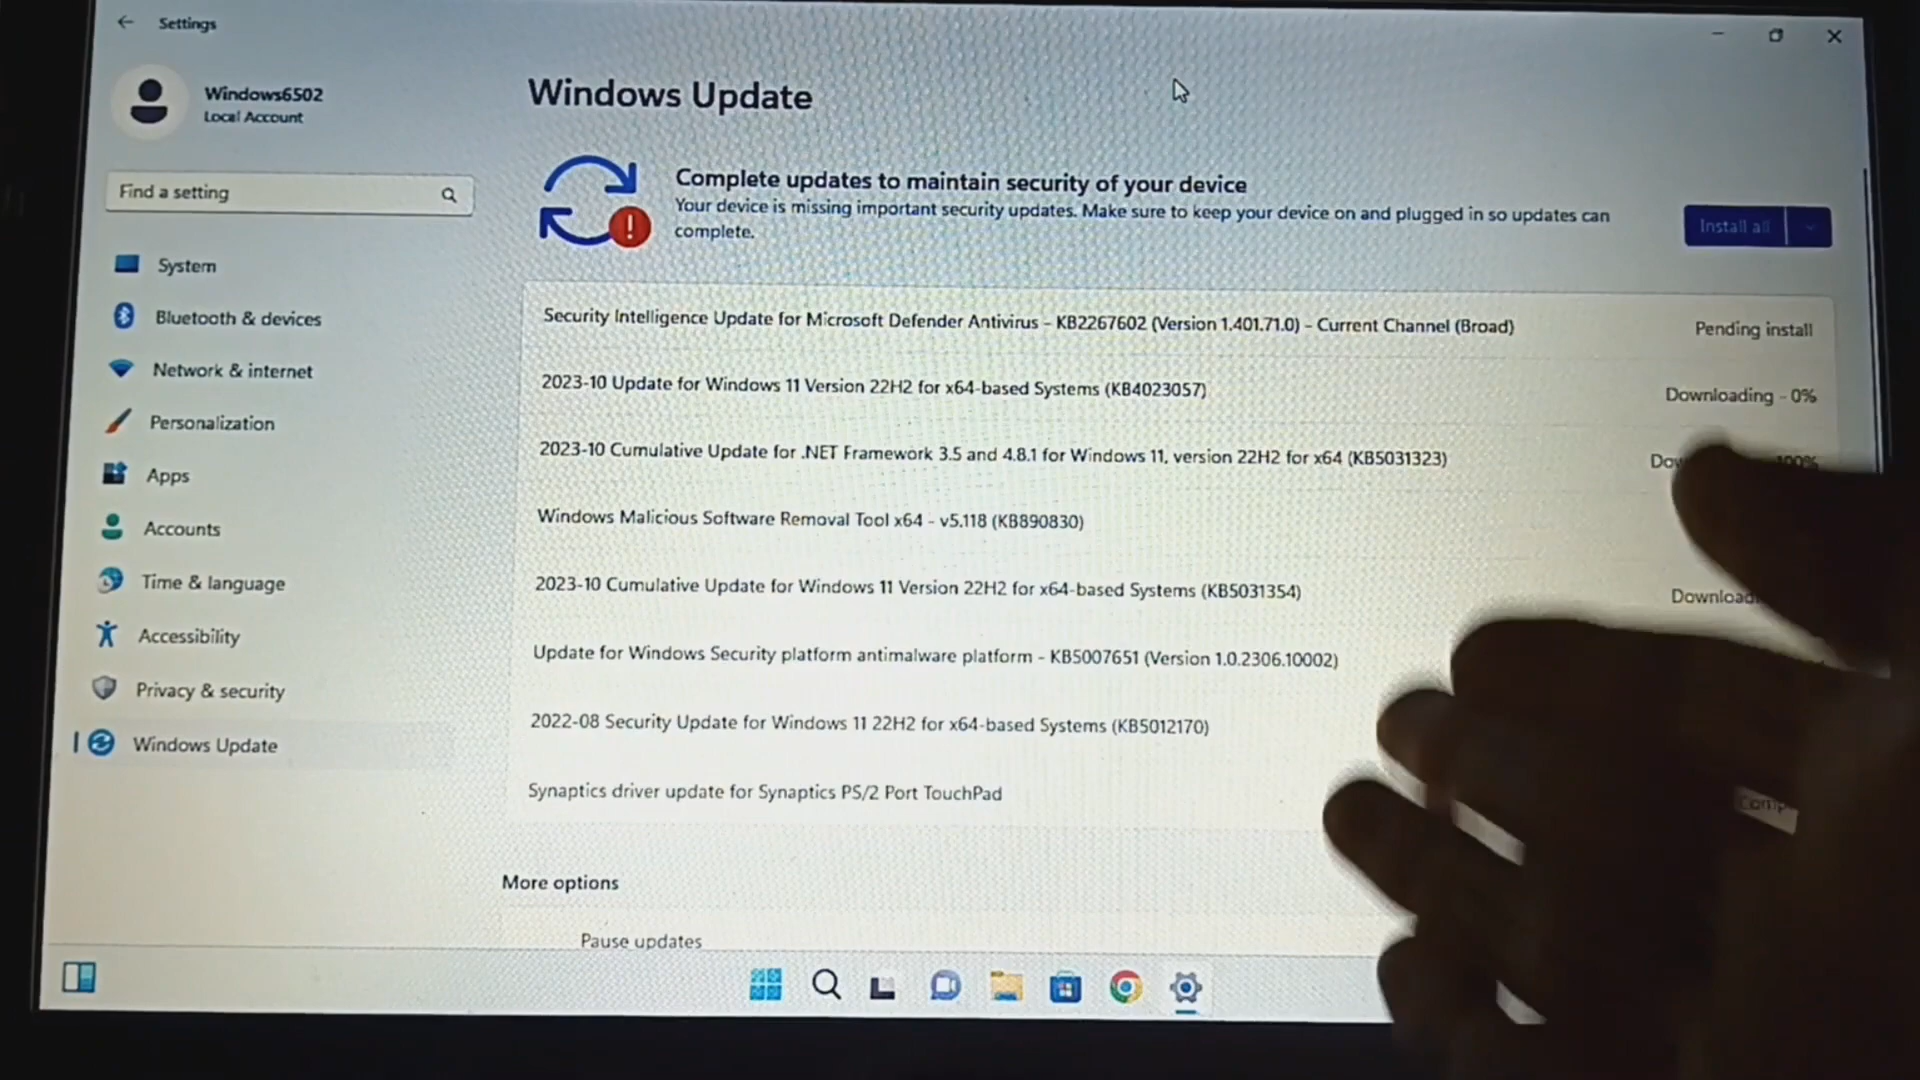 Settings
Windows6502
Local Account
Find a setting
System
Bluetooth & devices
Network & internet
Personalization
Apps
Accounts
Time & language
Accessibility
Privacy & security
Windows Update
Windows Update
Complete updates to maintain security of your device
Your device is missing important security updates. Make sure to keep your device on and plugged in so updates can
complete.
Install all
Security Intelligence Update for Microsoft Defender Antivirus - KB2267602 (Version 1.401.71.0) - Current Channel (Broad) Pending install
2023-10 Update for Windows 11 Version 22H2 for x64-based Systems (KB4023057) Downloading - 0%
2023-10 Cumulative Update for .NET Framework 3.5 and 4.8.1 for Windows 11, version 22H2 for x64 (KB5031323) 100%
Windows Malicious Software Removal Tool x64 - v5.118 (KB890830)
2023-10 Cumulative Update for Windows 11 Version 22H2 for x64-based Systems (KB5031354)
Update for Windows Security platform antimalware platform - KB5007651 (Version 1.0.2306.10002)
2022-08 Security Update for Windows 11 22H2 for x64-based Systems (KB5012170)
Synaptics driver update for Synaptics PS/2 Port TouchPad
More options
Pause updates